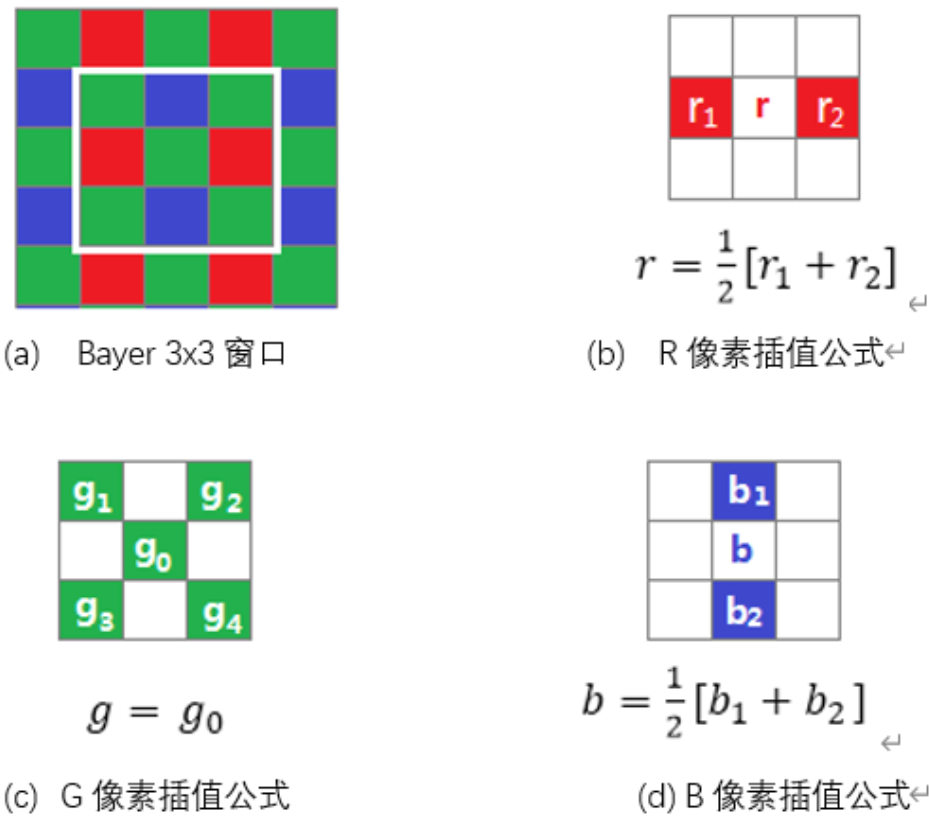 r₁ r r₂
r = 1/2 [r₁ + r₂] ↵
(a) Bayer 3x3 窗口
(b) R 像素插值公式↵
g₁ g₂
g₀
g₃ g₄
g = g₀
b₁
b
b₂
b = 1/2 [b₁ + b₂] ↵
(c) G 像素插值公式
(d) B 像素插值公式↵